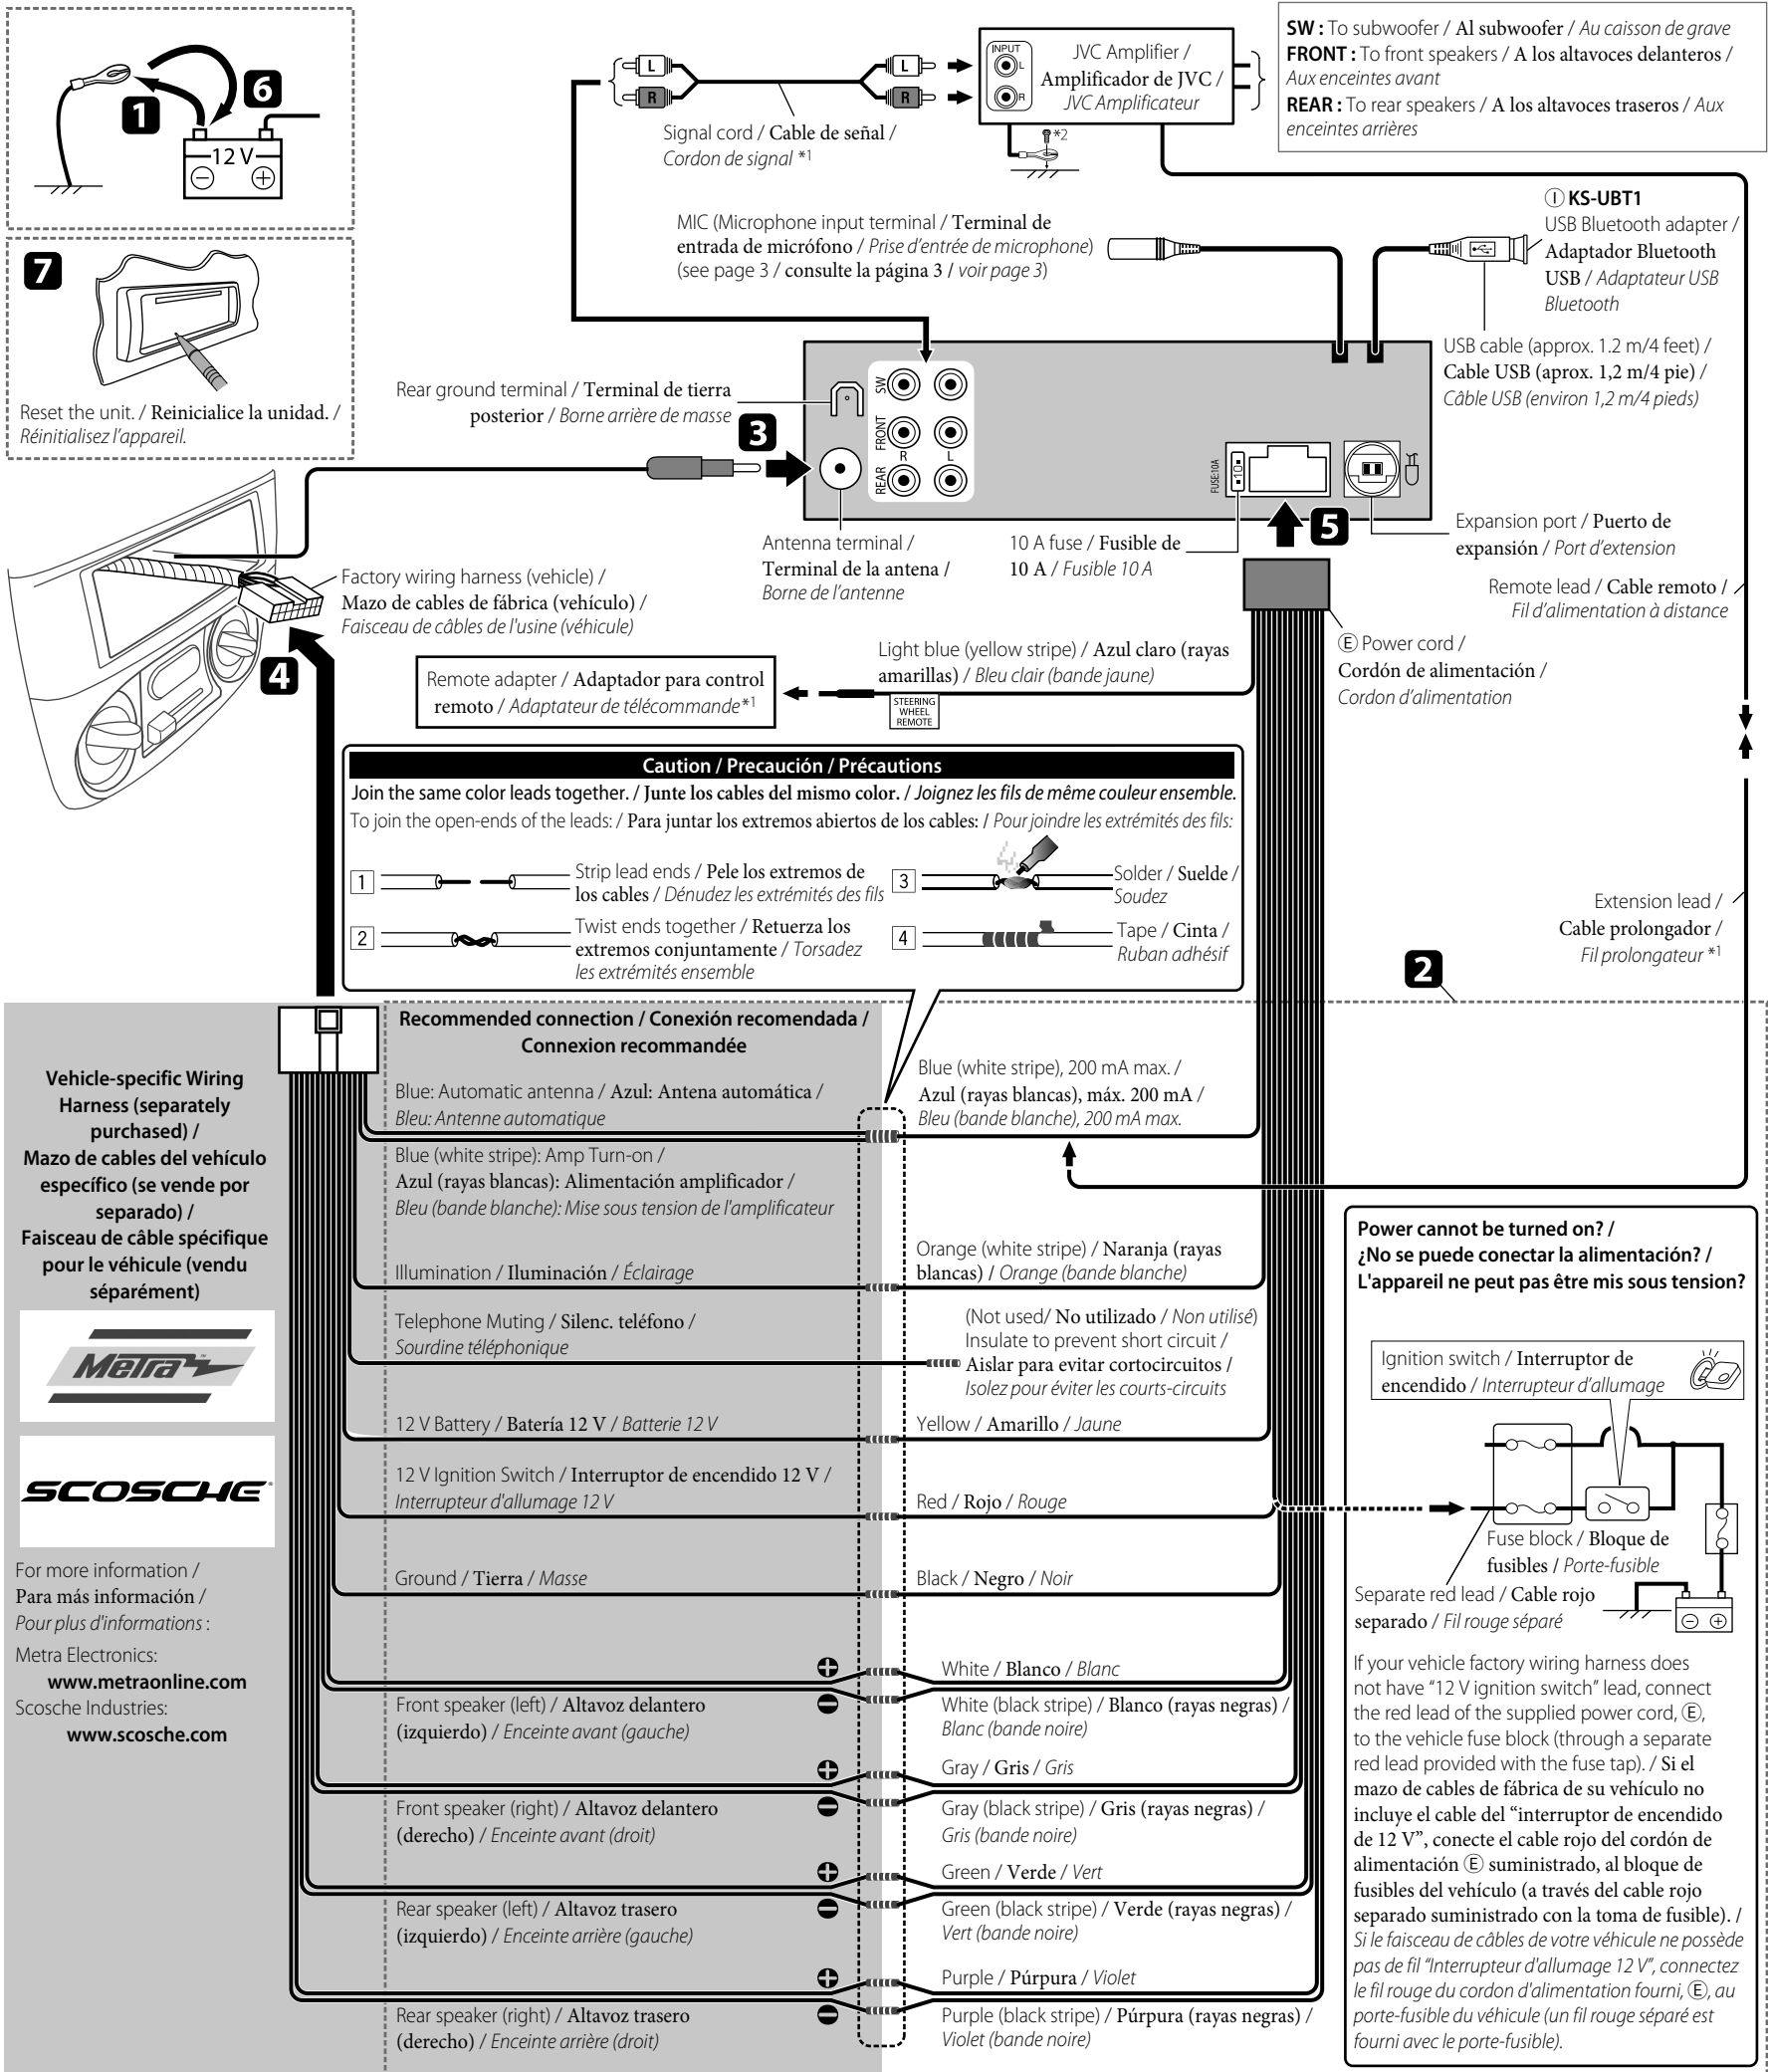 1
6
12 V
7
Reset the unit. / Reinicialice la unidad. /
Réinitialisez l'appareil.
L
R
L
R
Signal cord / Cable de señal /
Cordon de signal *1
INPUT
L
R
JVC Amplifier /
Amplificador de JVC /
JVC Amplificateur
*2
SW : To subwoofer / Al subwoofer / Au caisson de grave
FRONT : To front speakers / A los altavoces delanteros /
Aux enceintes avant
REAR : To rear speakers / A los altavoces traseros / Aux
enceintes arrières
MIC (Microphone input terminal / Terminal de
entrada de micrófono / Prise d'entrée de microphone)
(see page 3 / consulte la página 3 / voir page 3)
Ⓘ KS-UBT1
USB Bluetooth adapter /
Adaptador Bluetooth
USB / Adaptateur USB
Bluetooth
USB cable (approx. 1.2 m/4 feet) /
Cable USB (aprox. 1,2 m/4 pie) /
Câble USB (environ 1,2 m/4 pieds)
Rear ground terminal / Terminal de tierra
posterior / Borne arrière de masse
3
SW
FRONT
R
L
REAR
FUSE:10A
10
5
Antenna terminal /
Terminal de la antena /
Borne de l'antenne
10 A fuse / Fusible de
10 A / Fusible 10 A
Expansion port / Puerto de
expansión / Port d'extension
Remote lead / Cable remoto /
Fil d'alimentation à distance
Factory wiring harness (vehicle) /
Mazo de cables de fábrica (vehículo) /
Faisceau de câbles de l'usine (véhicule)
4
Light blue (yellow stripe) / Azul claro (rayas
amarillas) / Bleu clair (bande jaune)
Ⓔ Power cord /
Cordón de alimentación /
Cordon d'alimentation
Remote adapter / Adaptador para control
remoto / Adaptateur de télécommande*1
STEERING
WHEEL
REMOTE
Caution / Precaución / Précautions
Join the same color leads together. / Junte los cables del mismo color. / Joignez les fils de même couleur ensemble.
To join the open-ends of the leads: / Para juntar los extremos abiertos de los cables: / Pour joindre les extrémités des fils:
1
Strip lead ends / Pele los extremos de
los cables / Dénudez les extrémités des fils
2
Twist ends together / Retuerza los
extremos conjuntamente / Torsadez
les extrémités ensemble
3
Solder / Suelde /
Soudez
4
Tape / Cinta /
Ruban adhésif
Extension lead /
Cable prolongador /
Fil prolongateur *1
2
Vehicle-specific Wiring
Harness (separately
purchased) /
Mazo de cables del vehículo
específico (se vende por
separado) /
Faisceau de câble spécifique
pour le véhicule (vendu
séparément)
Metra
SCOSCHE
For more information /
Para más información /
Pour plus d'informations :
Metra Electronics:
www.metraonline.com
Scosche Industries:
www.scosche.com
Recommended connection / Conexión recomendada /
Connexion recommandée
Blue: Automatic antenna / Azul: Antena automática /
Bleu: Antenne automatique
Blue (white stripe): Amp Turn-on /
Azul (rayas blancas): Alimentación amplificador /
Bleu (bande blanche): Mise sous tension de l'amplificateur
Blue (white stripe), 200 mA max. /
Azul (rayas blancas), máx. 200 mA /
Bleu (bande blanche), 200 mA max.
Illumination / Iluminación / Éclairage
Orange (white stripe) / Naranja (rayas
blancas) / Orange (bande blanche)
Telephone Muting / Silenc. teléfono /
Sourdine téléphonique
(Not used/ No utilizado / Non utilisé)
Insulate to prevent short circuit /
Aislar para evitar cortocircuitos /
Isolez pour éviter les courts-circuits
12 V Battery / Batería 12 V / Batterie 12 V
Yellow / Amarillo / Jaune
12 V Ignition Switch / Interruptor de encendido 12 V /
Interrupteur d'allumage 12 V
Red / Rojo / Rouge
Ground / Tierra / Masse
Black / Negro / Noir
White / Blanco / Blanc
Front speaker (left) / Altavoz delantero
(izquierdo) / Enceinte avant (gauche)
White (black stripe) / Blanco (rayas negras) /
Blanc (bande noire)
Gray / Gris / Gris
Front speaker (right) / Altavoz delantero
(derecho) / Enceinte avant (droit)
Gray (black stripe) / Gris (rayas negras) /
Gris (bande noire)
Green / Verde / Vert
Rear speaker (left) / Altavoz trasero
(izquierdo) / Enceinte arrière (gauche)
Green (black stripe) / Verde (rayas negras) /
Vert (bande noire)
Purple / Púrpura / Violet
Rear speaker (right) / Altavoz trasero
(derecho) / Enceinte arrière (droit)
Purple (black stripe) / Púrpura (rayas negras) /
Violet (bande noire)
Power cannot be turned on? /
¿No se puede conectar la alimentación? /
L'appareil ne peut pas être mis sous tension?
Ignition switch / Interruptor de
encendido / Interrupteur d'allumage
Fuse block / Bloque de
fusibles / Porte-fusible
Separate red lead / Cable rojo
separado / Fil rouge séparé
If your vehicle factory wiring harness does
not have “12 V ignition switch” lead, connect
the red lead of the supplied power cord, Ⓔ,
to the vehicle fuse block (through a separate
red lead provided with the fuse tap). / Si el
mazo de cables de fábrica de su vehículo no
incluye el cable del “interruptor de encendido
de 12 V”, conecte el cable rojo del cordón de
alimentación Ⓔ suministrado, al bloque de
fusibles del vehículo (a través del cable rojo
separado suministrado con la toma de fusible). /
Si le faisceau de câbles de votre véhicule ne possède
pas de fil “Interrupteur d'allumage 12 V”, connectez
le fil rouge du cordon d'alimentation fourni, Ⓔ, au
porte-fusible du véhicule (un fil rouge séparé est
fourni avec le porte-fusible).